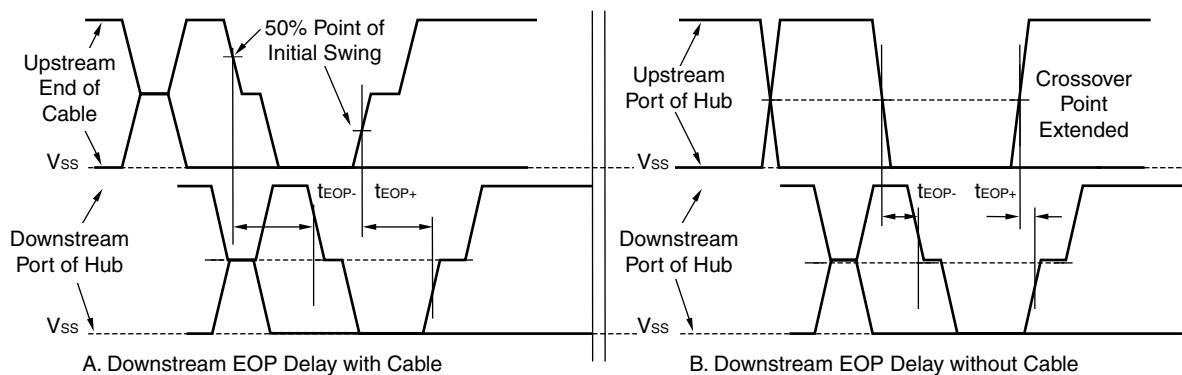 50% Point of
Initial Swing
Upstream
End of
Cable
VSS
tEOP-
tEOP+
Downstream
Port of Hub
VSS
A. Downstream EOP Delay with Cable
Upstream
Port of Hub
Crossover
Point
Extended
VSS
tEOP-
tEOP+
Downstream
Port of Hub
VSS
B. Downstream EOP Delay without Cable